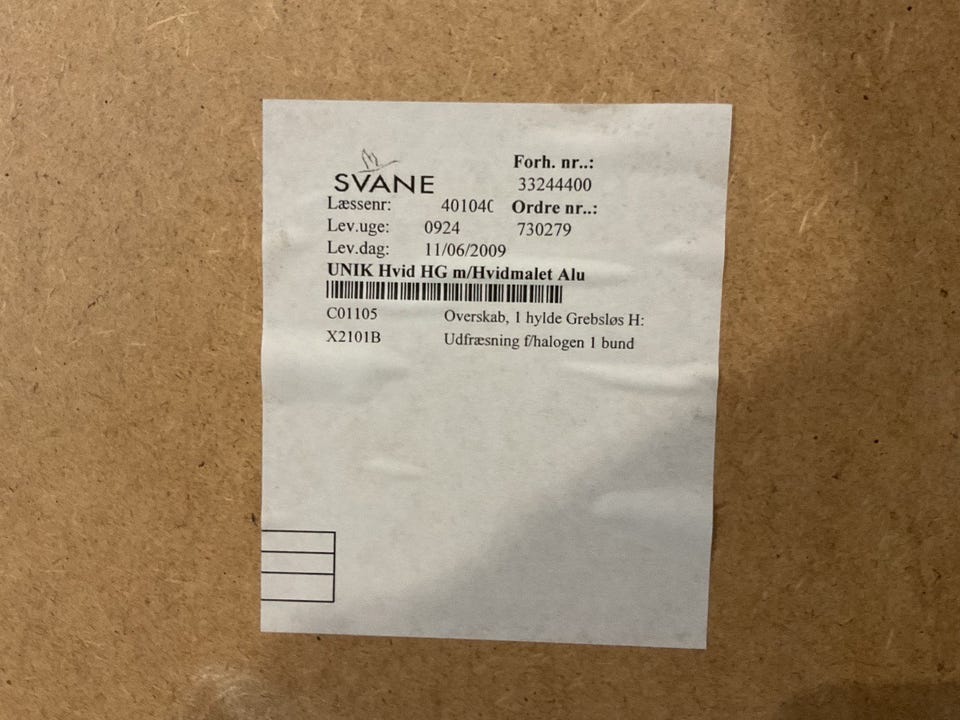 SVANE
Forh. nr..:
33244400
Læssenr: 40104
Ordre nr..:
Lev.uge: 0924
730279
Lev.dag: 11/06/2009
UNIK Hvid HG m/Hvidmalet Alu
C01105 Overskab, 1 hylde Grebsløs H:
X2101B Udfræsning f/halogen 1 bund